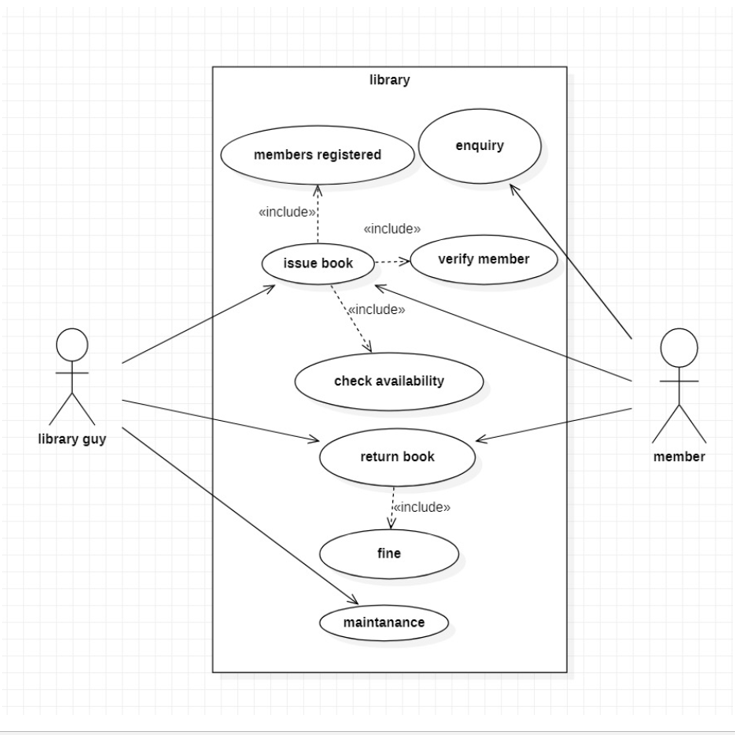 library
members registered
enquiry
«include»
«include»
issue book
verify member
«include»
check availability
library guy
return book
member
«include»
fine
maintanance